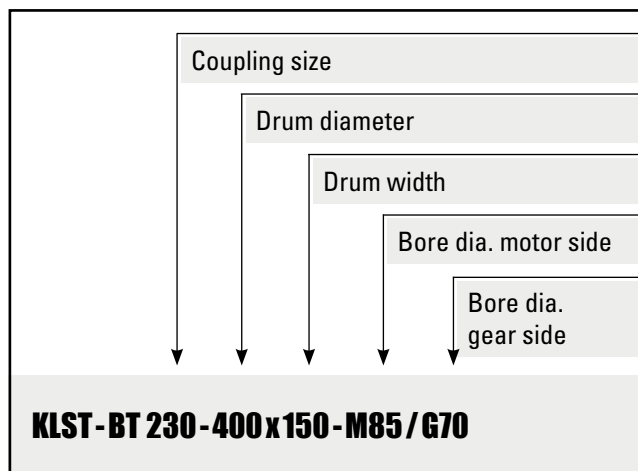 Coupling size
Drum diameter
Drum width
Bore dia. motor side
Bore dia.
gear side
KLST - BT 230 - 400 x 150 - M85 / G70